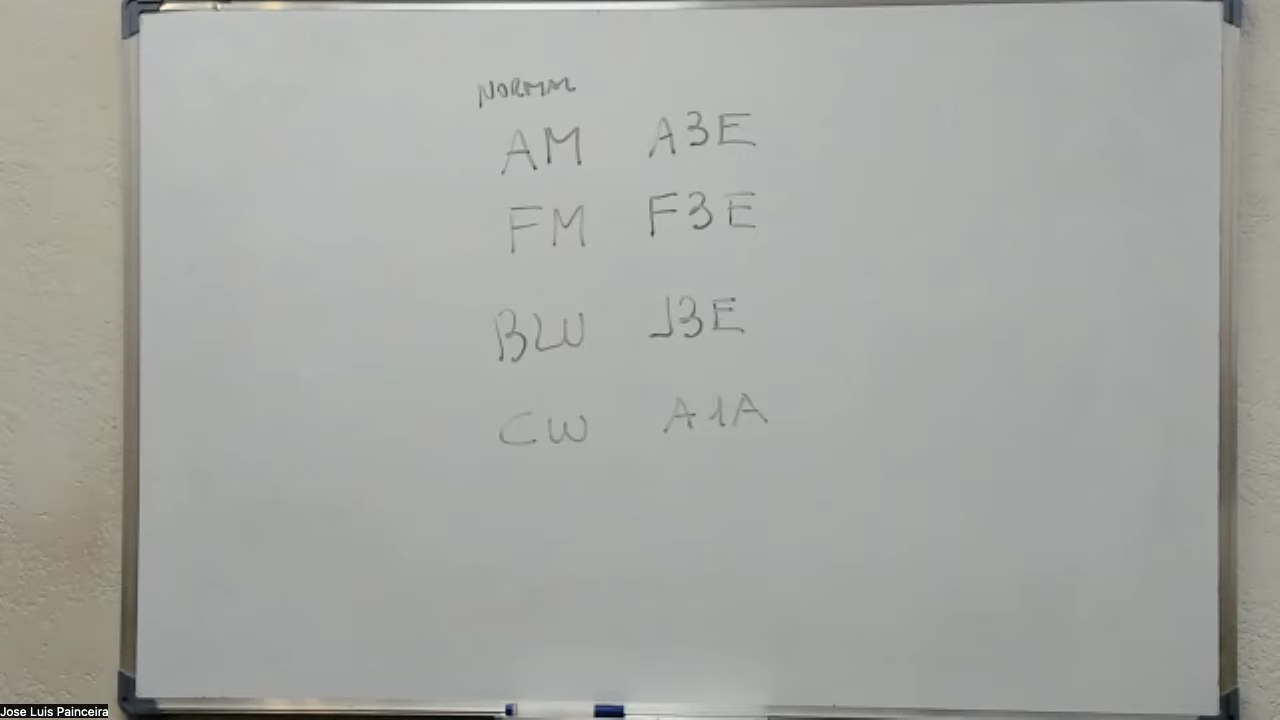 NORMAL
AM A3E
FM F3E
BLU J3E
CW A1A
Jose Luis Painceira